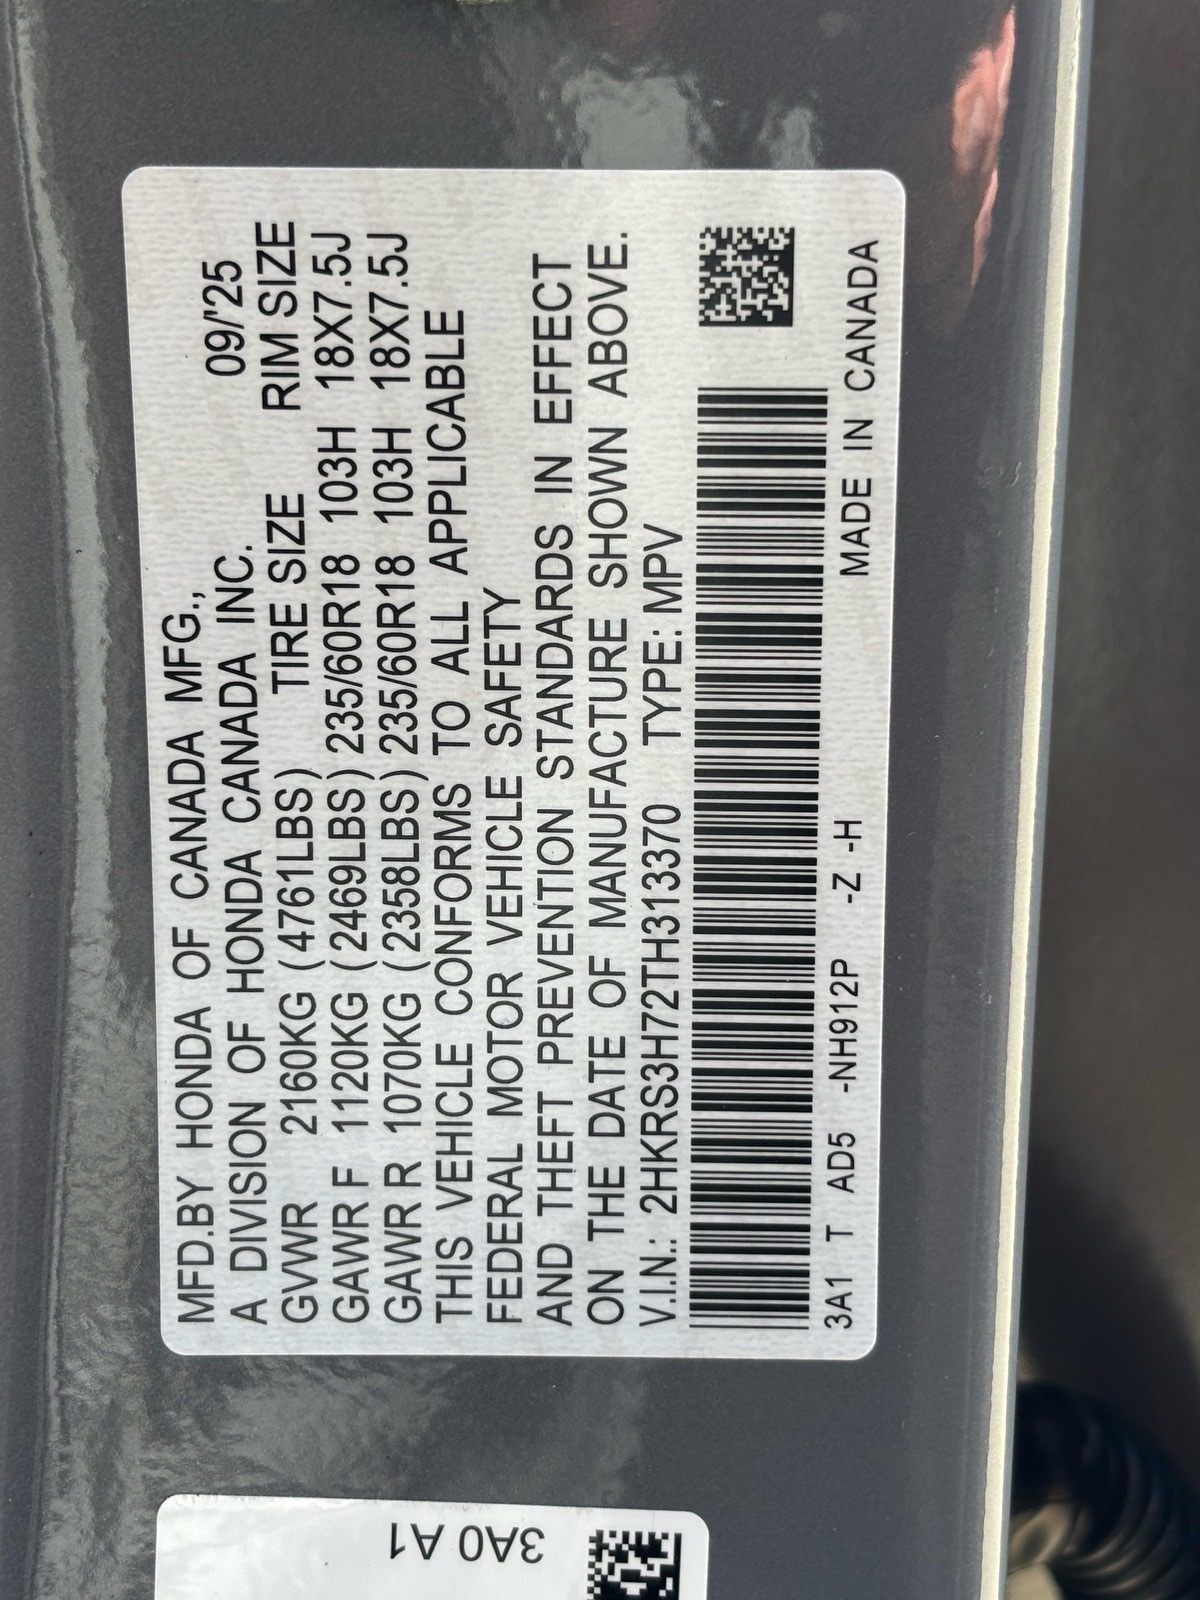 MFD.BY HONDA OF CANADA MFG.,
A DIVISION OF HONDA CANADA INC. 09/'25
GVWR 2160KG (4761LBS) TIRE SIZE RIM SIZE
GAWR F 1120KG (2469LBS) 235/60R18 103H 18X7.5J
GAWR R 1070KG (2358LBS) 235/60R18 103H 18X7.5J
THIS VEHICLE CONFORMS TO ALL APPLICABLE
FEDERAL MOTOR VEHICLE SAFETY
AND THEFT PREVENTION STANDARDS IN EFFECT
ON THE DATE OF MANUFACTURE SHOWN ABOVE.
V.I.N.: 2HKRS3H72TH313370 TYPE: MPV
3A1 T AD5 -NH912P -Z -H MADE IN CANADA
3A0 A1